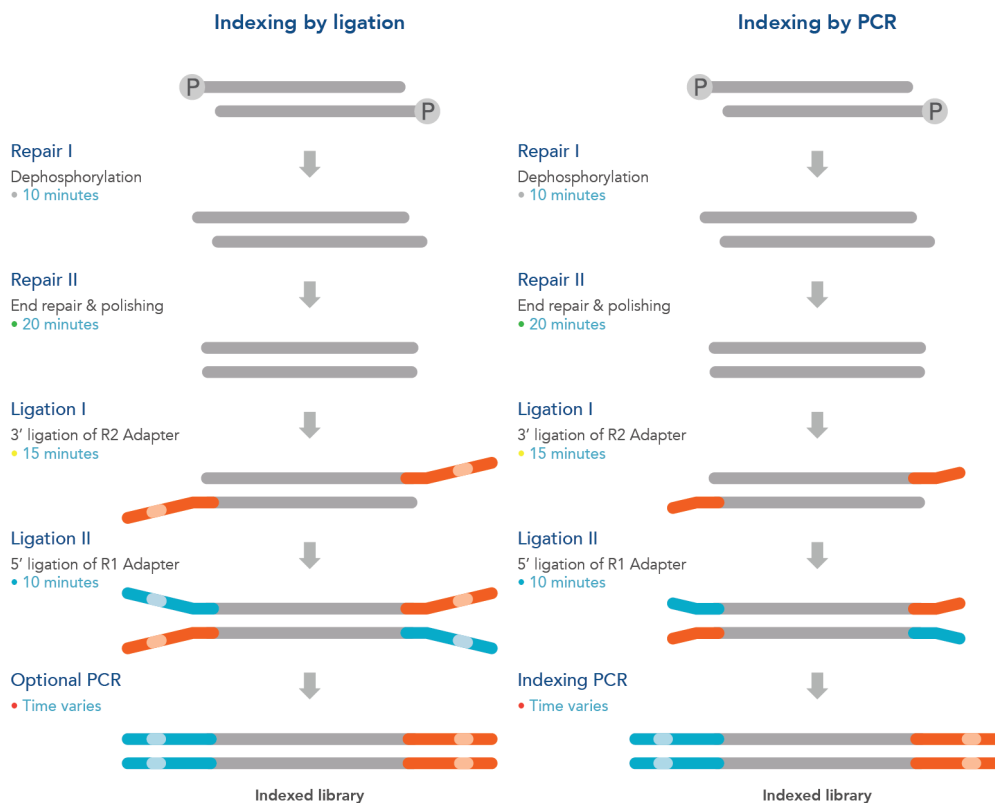 Indexing by ligation
P
P
Repair I
Dephosphorylation
• 10 minutes
Repair II
End repair & polishing
• 20 minutes
Ligation I
3’ ligation of R2 Adapter
• 15 minutes
Ligation II
5’ ligation of R1 Adapter
• 10 minutes
Optional PCR
• Time varies
Indexed library
Indexing by PCR
P
P
Repair I
Dephosphorylation
• 10 minutes
Repair II
End repair & polishing
• 20 minutes
Ligation I
3’ ligation of R2 Adapter
• 15 minutes
Ligation II
5’ ligation of R1 Adapter
• 10 minutes
Indexing PCR
• Time varies
Indexed library